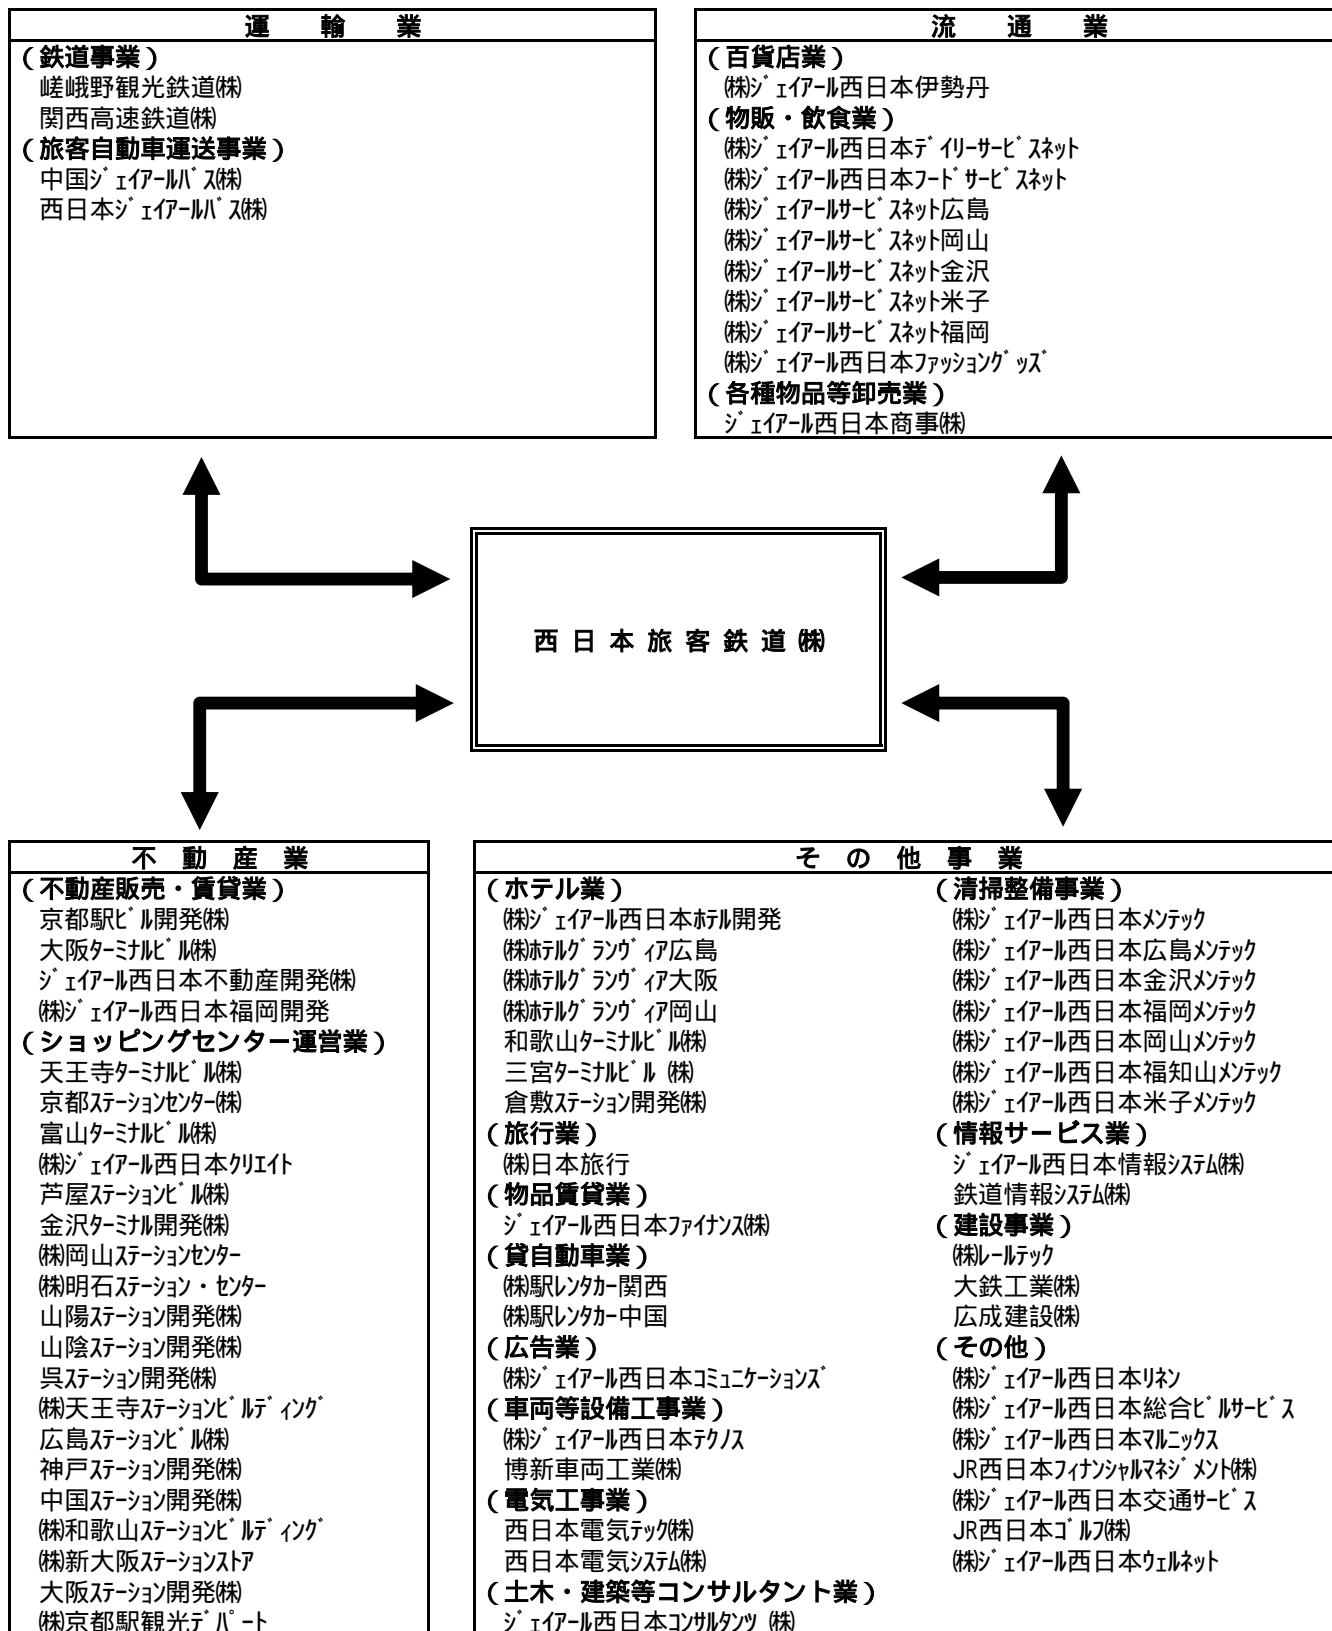 運輸業
（鉄道事業）
嵯峨野観光鉄道㈱
関西高速鉄道㈱
（旅客自動車運送事業）
中国ｼﾞｪｲｱｰﾙﾊﾞｽ㈱
西日本ｼﾞｪｲｱｰﾙﾊﾞｽ㈱
流通業
（百貨店業）
㈱ｼﾞｪｲｱｰﾙ西日本伊勢丹
（物販・飲食業）
㈱ｼﾞｪｲｱｰﾙ西日本ﾃﾞｲﾘｰｻｰﾋﾞｽﾈｯﾄ
㈱ｼﾞｪｲｱｰﾙ西日本ﾌｰﾄﾞｻｰﾋﾞｽﾈｯﾄ
㈱ｼﾞｪｲｱｰﾙｻｰﾋﾞｽﾈｯﾄ広島
㈱ｼﾞｪｲｱｰﾙｻｰﾋﾞｽﾈｯﾄ岡山
㈱ｼﾞｪｲｱｰﾙｻｰﾋﾞｽﾈｯﾄ金沢
㈱ｼﾞｪｲｱｰﾙｻｰﾋﾞｽﾈｯﾄ米子
㈱ｼﾞｪｲｱｰﾙｻｰﾋﾞｽﾈｯﾄ福岡
㈱ｼﾞｪｲｱｰﾙ西日本ﾌｧｯｼｮﾝｸﾞｯｽﾞ
（各種物品等卸売業）
ｼﾞｪｲｱｰﾙ西日本商事㈱
西日本旅客鉄道㈱
不動産業
（不動産販売・賃貸業）
京都駅ﾋﾞﾙ開発㈱
大阪ﾀｰﾐﾅﾙﾋﾞﾙ㈱
ｼﾞｪｲｱｰﾙ西日本不動産開発㈱
㈱ｼﾞｪｲｱｰﾙ西日本福岡開発
（ショッピングセンター運営業）
天王寺ﾀｰﾐﾅﾙﾋﾞﾙ㈱
京都ｽﾃｰｼｮﾝｾﾝﾀｰ㈱
富山ﾀｰﾐﾅﾙﾋﾞﾙ㈱
㈱ｼﾞｪｲｱｰﾙ西日本ｸﾘｴｲﾄ
芦屋ｽﾃｰｼｮﾝﾋﾞﾙ㈱
金沢ﾀｰﾐﾅﾙ開発㈱
㈱岡山ｽﾃｰｼｮﾝｾﾝﾀｰ
㈱明石ｽﾃｰｼｮﾝ・ｾﾝﾀｰ
山陽ｽﾃｰｼｮﾝ開発㈱
山陰ｽﾃｰｼｮﾝ開発㈱
呉ｽﾃｰｼｮﾝ開発㈱
㈱天王寺ｽﾃｰｼｮﾝﾋﾞﾙﾃﾞｨﾝｸﾞ
広島ｽﾃｰｼｮﾝﾋﾞﾙ㈱
神戸ｽﾃｰｼｮﾝ開発㈱
中国ｽﾃｰｼｮﾝ開発㈱
㈱和歌山ｽﾃｰｼｮﾝﾋﾞﾙﾃﾞｨﾝｸﾞ
㈱新大阪ｽﾃｰｼｮﾝｽﾄｱ
大阪ｽﾃｰｼｮﾝ開発㈱
㈱京都駅観光ﾃﾞﾊﾟｰﾄ
その他事業
（ホテル業）
㈱ｼﾞｪｲｱｰﾙ西日本ﾎﾃﾙ開発
㈱ﾎﾃﾙｸﾞﾗﾝｳﾞｨｱ広島
㈱ﾎﾃﾙｸﾞﾗﾝｳﾞｨｱ大阪
㈱ﾎﾃﾙｸﾞﾗﾝｳﾞｨｱ岡山
和歌山ﾀｰﾐﾅﾙﾋﾞﾙ㈱
三宮ﾀｰﾐﾅﾙﾋﾞﾙ ㈱
倉敷ｽﾃｰｼｮﾝ開発㈱
（旅行業）
㈱日本旅行
（物品賃貸業）
ｼﾞｪｲｱｰﾙ西日本ﾌｧｲﾅﾝｽ㈱
（貸自動車業）
㈱駅ﾚﾝﾀｶｰ関西
㈱駅ﾚﾝﾀｶｰ中国
（広告業）
㈱ｼﾞｪｲｱｰﾙ西日本ｺﾐｭﾆｹｰｼｮﾝｽﾞ
（車両等設備工事業）
㈱ｼﾞｪｲｱｰﾙ西日本ﾃｸﾉｽ
博新車両工業㈱
（電気工事業）
西日本電気ﾃｯｸ㈱
西日本電気ｼｽﾃﾑ㈱
（土木・建築等コンサルタント業）
ｼﾞｪｲｱｰﾙ西日本ｺﾝｻﾙﾀﾝﾂ ㈱
（清掃整備事業）
㈱ｼﾞｪｲｱｰﾙ西日本ﾒﾝﾃｯｸ
㈱ｼﾞｪｲｱｰﾙ西日本広島ﾒﾝﾃｯｸ
㈱ｼﾞｪｲｱｰﾙ西日本金沢ﾒﾝﾃｯｸ
㈱ｼﾞｪｲｱｰﾙ西日本福岡ﾒﾝﾃｯｸ
㈱ｼﾞｪｲｱｰﾙ西日本岡山ﾒﾝﾃｯｸ
㈱ｼﾞｪｲｱｰﾙ西日本福知山ﾒﾝﾃｯｸ
㈱ｼﾞｪｲｱｰﾙ西日本米子ﾒﾝﾃｯｸ
（情報サービス業）
ｼﾞｪｲｱｰﾙ西日本情報ｼｽﾃﾑ㈱
鉄道情報ｼｽﾃﾑ㈱
（建設事業）
㈱ﾚｰﾙﾃｯｸ
大鉄工業㈱
広成建設㈱
（その他）
㈱ｼﾞｪｲｱｰﾙ西日本ﾘﾈﾝ
㈱ｼﾞｪｲｱｰﾙ西日本総合ﾋﾞﾙｻｰﾋﾞｽ
㈱ｼﾞｪｲｱｰﾙ西日本ﾏﾙﾆｯｸｽ
JR西日本ﾌｨﾅﾝｼｬﾙﾏﾈｼﾞﾒﾝﾄ㈱
㈱ｼﾞｪｲｱｰﾙ西日本交通ｻｰﾋﾞｽ
JR西日本ｺﾞﾙﾌ㈱
㈱ｼﾞｪｲｱｰﾙ西日本ｳｪﾙﾈｯﾄ